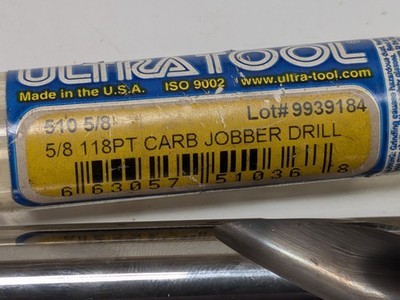 ULTRATOOL
Made in the U.S.A. ISO 9002 www.ultra-tool.com
510 5/8 Lot# 9939184
5/8 118PT CARB JOBBER DRILL
6 63057 51036 8